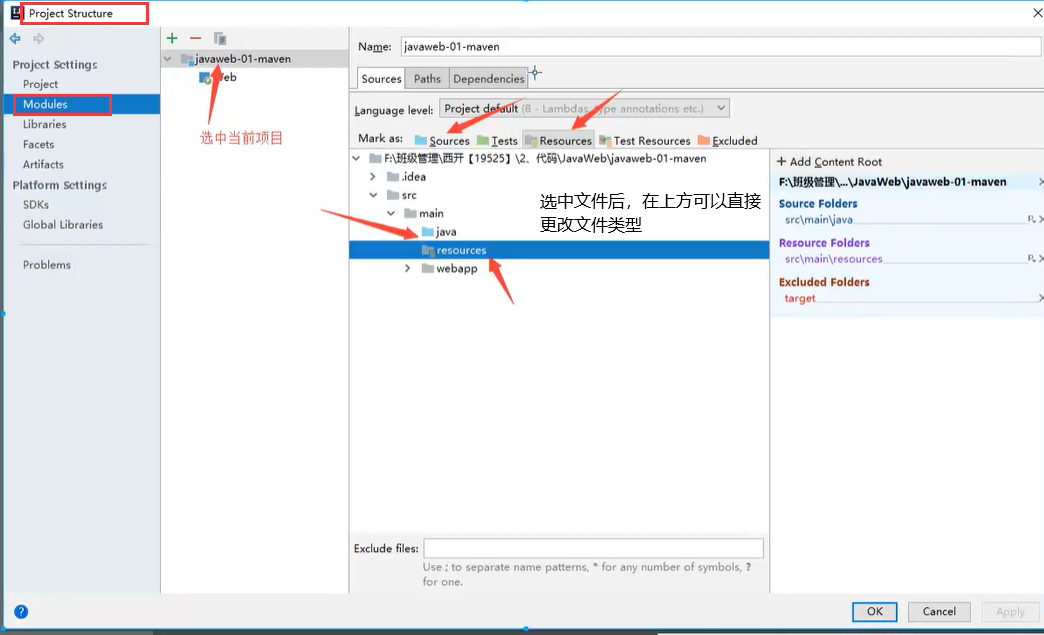 Project Structure
Project Settings
Project
Modules
Libraries
Facets
Artifacts
Platform Settings
SDKs
Global Libraries
Problems
javaweb-01-maven
Web
选中当前项目
Name: javaweb-01-maven
Sources Paths Dependencies
Language level: Project default (8 - Lambdas, type annotations etc.)
Mark as: Sources Tests Resources Test Resources Excluded
F:\班级管理\西开【19525】\2、代码\JavaWeb\javaweb-01-maven
.idea
src
main
java
resources
webapp
选中文件后，在上方可以直接
更改文件类型
+ Add Content Root
F:\班级管理\...\JavaWeb\javaweb-01-maven
Source Folders
src\main\java
Resource Folders
src\main\resources
Excluded Folders
target
Exclude files:
Use ; to separate name patterns, * for any number of symbols, ?
for one.
?
OK Cancel Apply